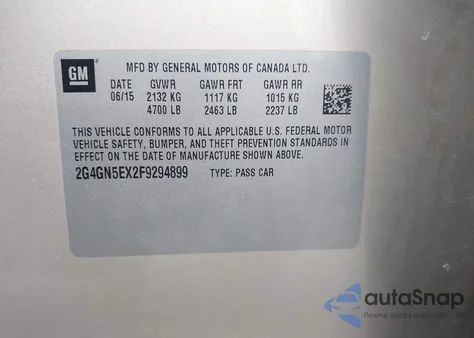 GM
MFD BY GENERAL MOTORS OF CANADA LTD.
DATE GVWR GAWR FRT GAWR RR
06/15 2132 KG 1117 KG 1015 KG
4700 LB 2463 LB 2237 LB
THIS VEHICLE CONFORMS TO ALL APPLICABLE U.S. FEDERAL MOTOR
VEHICLE SAFETY, BUMPER, AND THEFT PREVENTION STANDARDS IN
EFFECT ON THE DATE OF MANUFACTURE SHOWN ABOVE.
2G4GN5EX2F9294899 TYPE: PASS CAR
autoSnap
Pewne auto